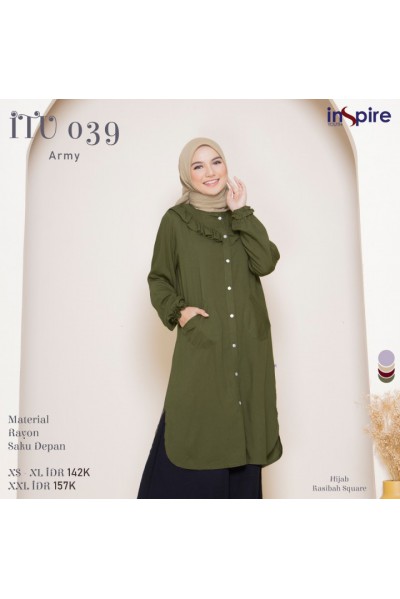 ITU 039
Army
inspire
Material
Rayon
Saku Depan
XS - XL IDR 142K
XXL IDR 157K
Hijab
Rasibah Square